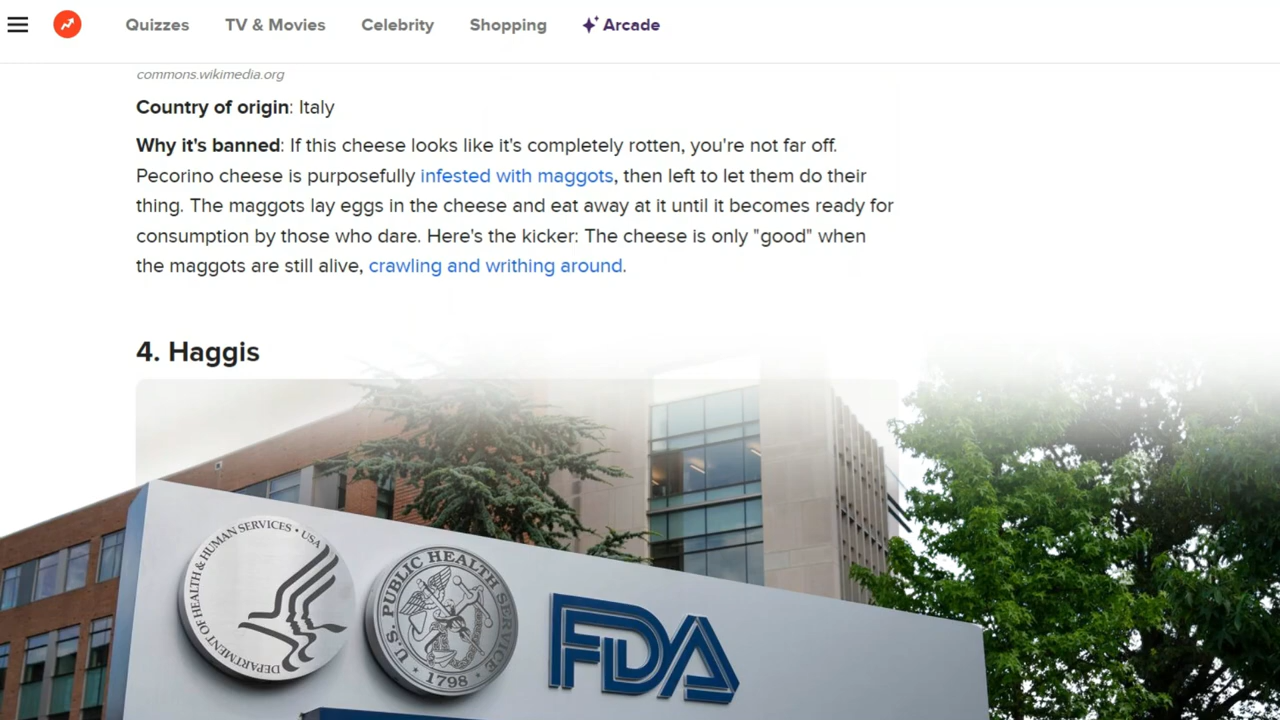 Quizzes TV & Movies Celebrity Shopping Arcade
commons.wikimedia.org
Country of origin: Italy
Why it's banned: If this cheese looks like it's completely rotten, you're not far off.
Pecorino cheese is purposefully infested with maggots, then left to let them do their
thing. The maggots lay eggs in the cheese and eat away at it until it becomes ready for
consumption by those who dare. Here's the kicker: The cheese is only "good" when
the maggots are still alive, crawling and writhing around.
4. Haggis
DEPARTMENT OF HEALTH & HUMAN SERVICES • USA
U.S. PUBLIC HEALTH SERVICE
• 1798 •
FDA